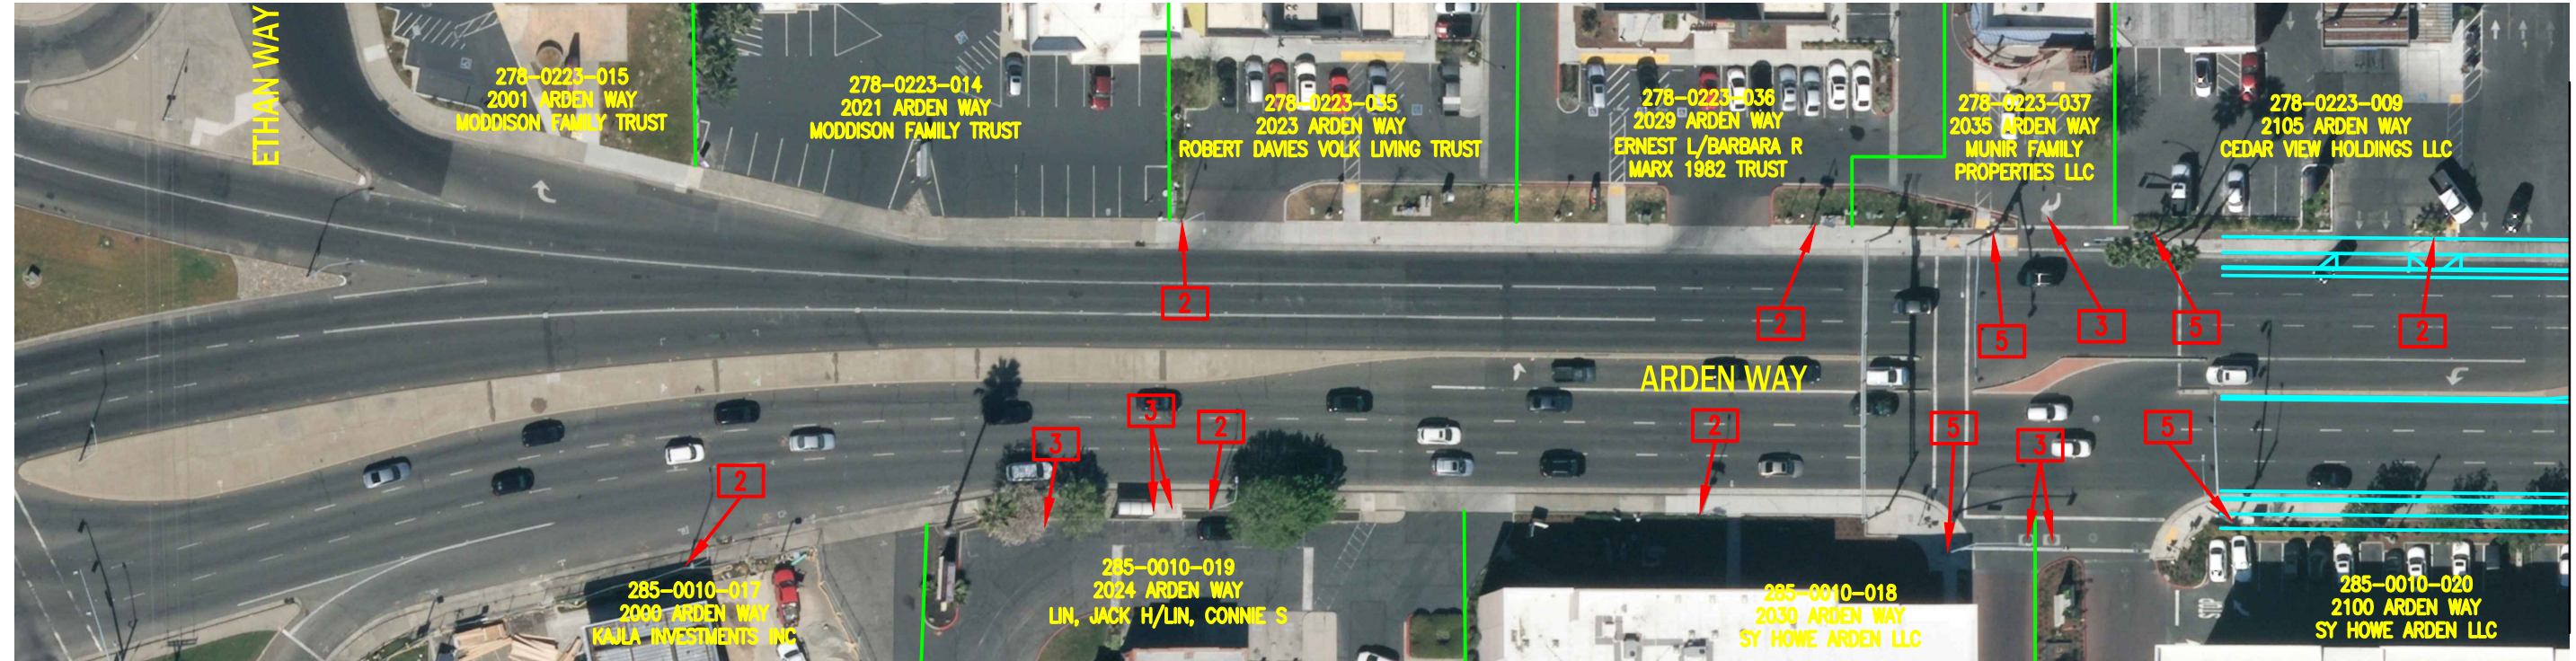 ETHAN WAY
278-0223-015
2001 ARDEN WAY
MODDISON FAMILY TRUST
278-0223-014
2021 ARDEN WAY
MODDISON FAMILY TRUST
278-0223-035
2023 ARDEN WAY
ROBERT DAVIES VOLK LIVING TRUST
278-0223-036
2029 ARDEN WAY
ERNEST L/BARBARA R
MARX 1982 TRUST
278-0223-037
2035 ARDEN WAY
MUNIR FAMILY
PROPERTIES LLC
278-0223-009
2105 ARDEN WAY
CEDAR VIEW HOLDINGS LLC
2
2
5
3
5
2
ARDEN WAY
2
3
3
2
2
5
3
5
285-0010-017
2000 ARDEN WAY
KAJLA INVESTMENTS INC
285-0010-019
2024 ARDEN WAY
LIN, JACK H/LIN, CONNIE S
285-0010-018
2030 ARDEN WAY
SY HOWE ARDEN LLC
STOP
285-0010-020
2100 ARDEN WAY
SY HOWE ARDEN LLC